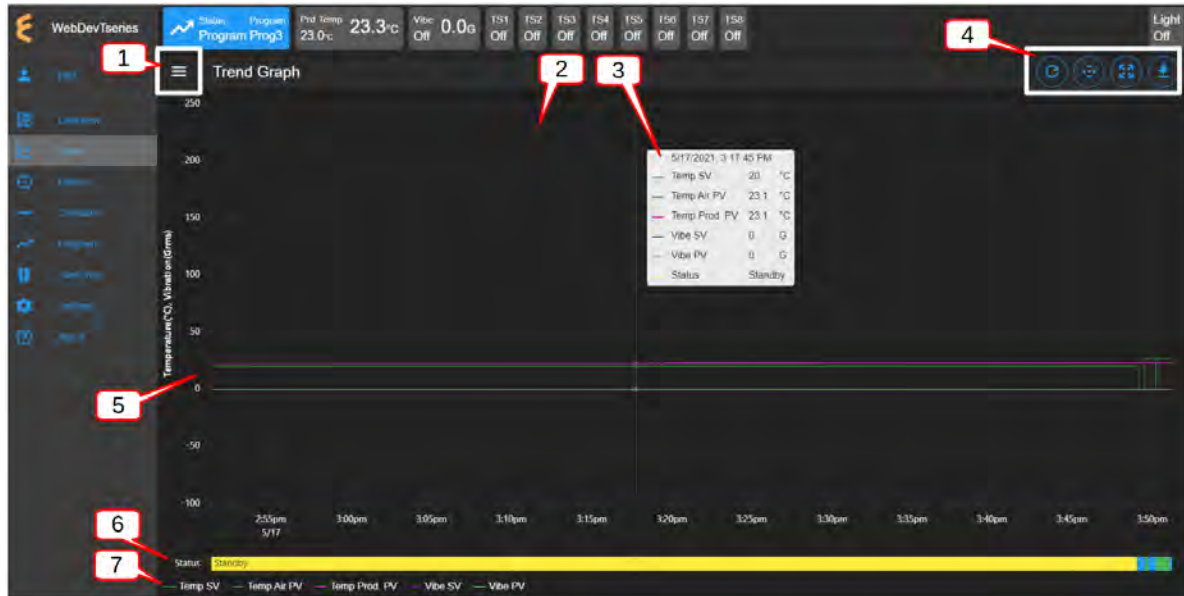 WebDevTseries
Status Program
Program Prog3
Prd Temp
23.0°C 23.3°C
Vibe
Off 0.0G
TS1 TS2 TS3 TS4 TS5 TS6 TS7 TS8
Off Off Off Off Off Off Off Off
Light
Off
1
2
3
4
Trend Graph
250
200
150
100
50
0
-50
-100
Temperature(°C), Vibration(Grms)
5/17/2021, 3:17:45 PM
Temp SV 20 °C
Temp Air PV 23.1 °C
Temp Prod. PV 23.1 °C
Vibe SV 0 G
Vibe PV 0 G
Status Standby
5
2:55pm 3:00pm 3:05pm 3:10pm 3:15pm 3:20pm 3:25pm 3:30pm 3:35pm 3:40pm 3:45pm 3:50pm
5/17
6
Status Standby
7
Temp SV Temp Air PV Temp Prod. PV Vibe SV Vibe PV